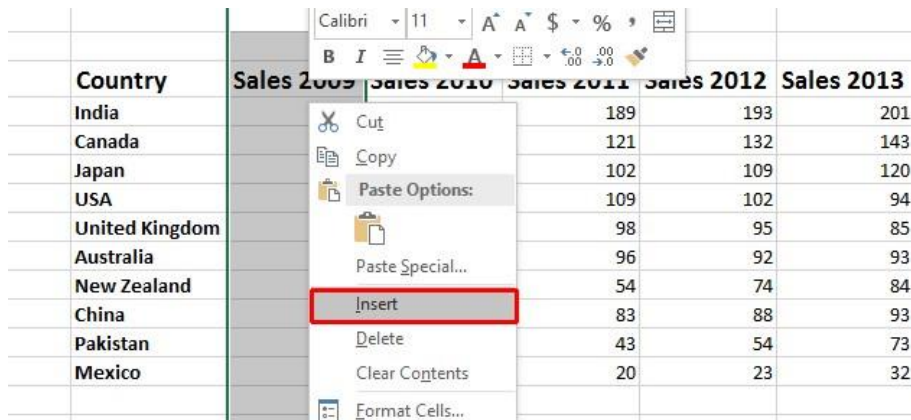 Calibri 11 A A $ % ,
B I A .00 .00
Country Sales 2009 Sales 2010 Sales 2011 Sales 2012 Sales 2013
India 189 193 201
Canada 121 132 143
Japan 102 109 120
USA 109 102 94
United Kingdom 98 95 85
Australia 96 92 93
New Zealand 54 74 84
China 83 88 93
Pakistan 43 54 73
Mexico 20 23 32
Cut
Copy
Paste Options:
Paste Special...
Insert
Delete
Clear Contents
Format Cells...